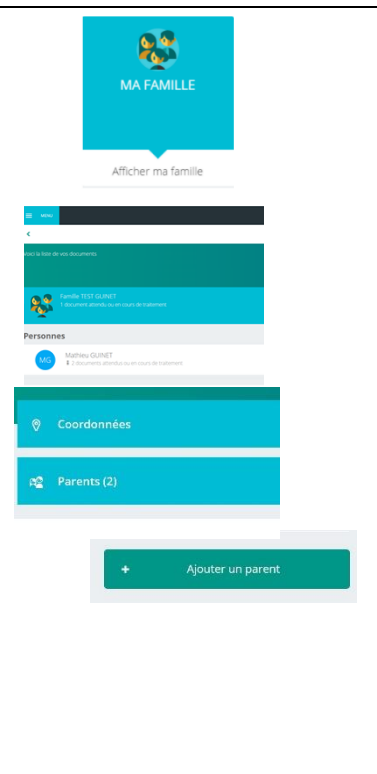 MA FAMILLE
Afficher ma famille
MENU
Voici la liste de vos documents
Famille TEST GUINET
1 document attendu ou en cours de traitement
Personnes
MG
Mathieu GUINET
2 documents attendus ou en cours de traitement
Coordonnées
Parents (2)
+ Ajouter un parent